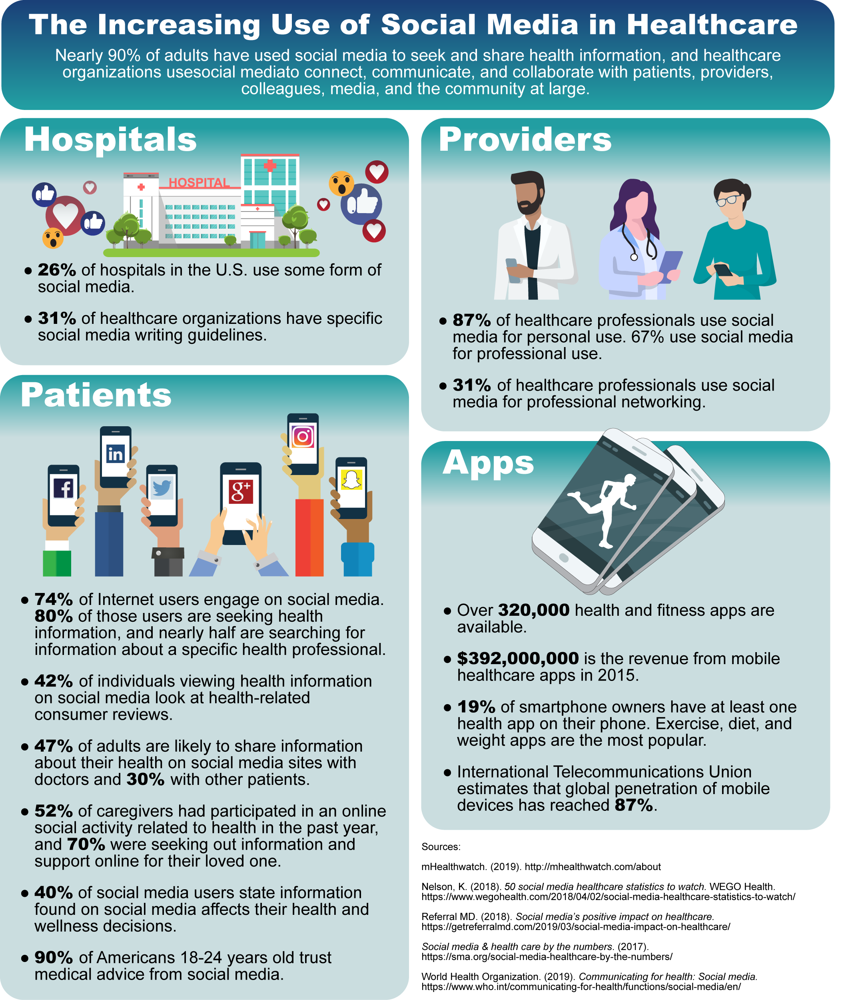 The Increasing Use of Social Media in Healthcare
Nearly 90% of adults have used social media to seek and share health information, and healthcare
organizations usesocial mediato connect, communicate, and collaborate with patients, providers,
colleagues, media, and the community at large.
Hospitals
HOSPITAL
● 26% of hospitals in the U.S. use some form of
social media.
● 31% of healthcare organizations have specific
social media writing guidelines.
Providers
● 87% of healthcare professionals use social
media for personal use. 67% use social media
for professional use.
● 31% of healthcare professionals use social
media for professional networking.
Patients
f
in
g+
● 74% of Internet users engage on social media.
80% of those users are seeking health
information, and nearly half are searching for
information about a specific health professional.
● 42% of individuals viewing health information
on social media look at health-related
consumer reviews.
● 47% of adults are likely to share information
about their health on social media sites with
doctors and 30% with other patients.
● 52% of caregivers had participated in an online
social activity related to health in the past year,
and 70% were seeking out information and
support online for their loved one.
● 40% of social media users state information
found on social media affects their health and
wellness decisions.
● 90% of Americans 18-24 years old trust
medical advice from social media.
Apps
● Over 320,000 health and fitness apps are
available.
● $392,000,000 is the revenue from mobile
healthcare apps in 2015.
● 19% of smartphone owners have at least one
health app on their phone. Exercise, diet, and
weight apps are the most popular.
● International Telecommunications Union
estimates that global penetration of mobile
devices has reached 87%.
Sources:
mHealthwatch. (2019). http://mhealthwatch.com/about
Nelson, K. (2018). 50 social media healthcare statistics to watch. WEGO Health.
https://www.wegohealth.com/2018/04/02/social-media-healthcare-statistics-to-watch/
Referral MD. (2018). Social media’s positive impact on healthcare.
https://getreferralmd.com/2019/03/social-media-impact-on-healthcare/
Social media & health care by the numbers. (2017).
https://sma.org/social-media-healthcare-by-the-numbers/
World Health Organization. (2019). Communicating for health: Social media.
https://www.who.int/communicating-for-health/functions/social-media/en/